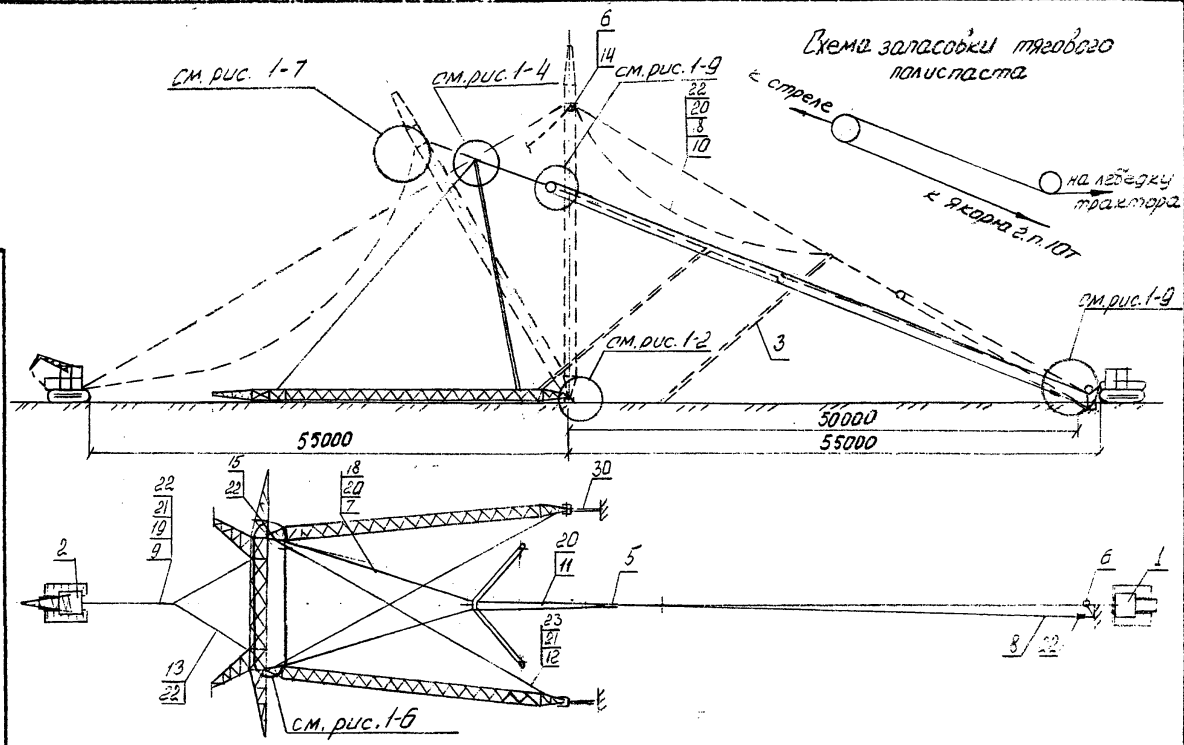 6
14
Схема запасовки тягового
полиспаста
см. рис. 1-7
см. рис. 1-4
см. рис. 1-9
22
20
8
10
к стреле
на лебедку
трактора
к якорю г.п. 10т
см. рис. 1-9
см. рис. 1-2
3
55000
50000
55000
22
21
19
9
15
22
18
20
7
30
2
20
11
5
6
1
13
22
23
21
12
8
22
см. рис. 1-6